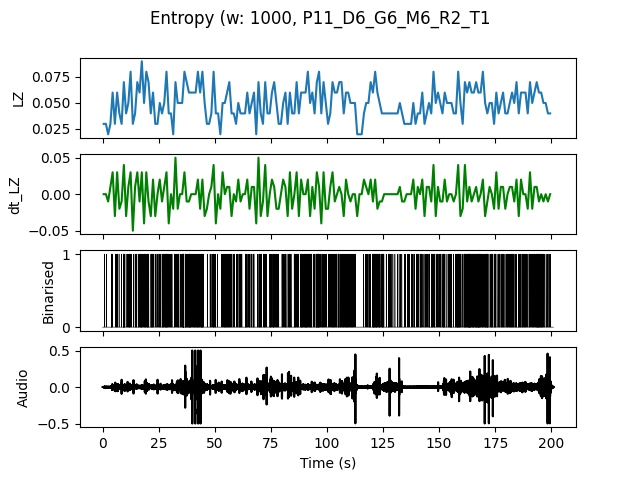 Entropy (w: 1000, P11_D6_G6_M6_R2_T1
0.075
0.050
0.025
LZ
0.05
0.00
−0.05
dt_LZ
1
0
Binarised
0.5
0.0
−0.5
Audio
0 25 50 75 100 125 150 175 200
Time (s)